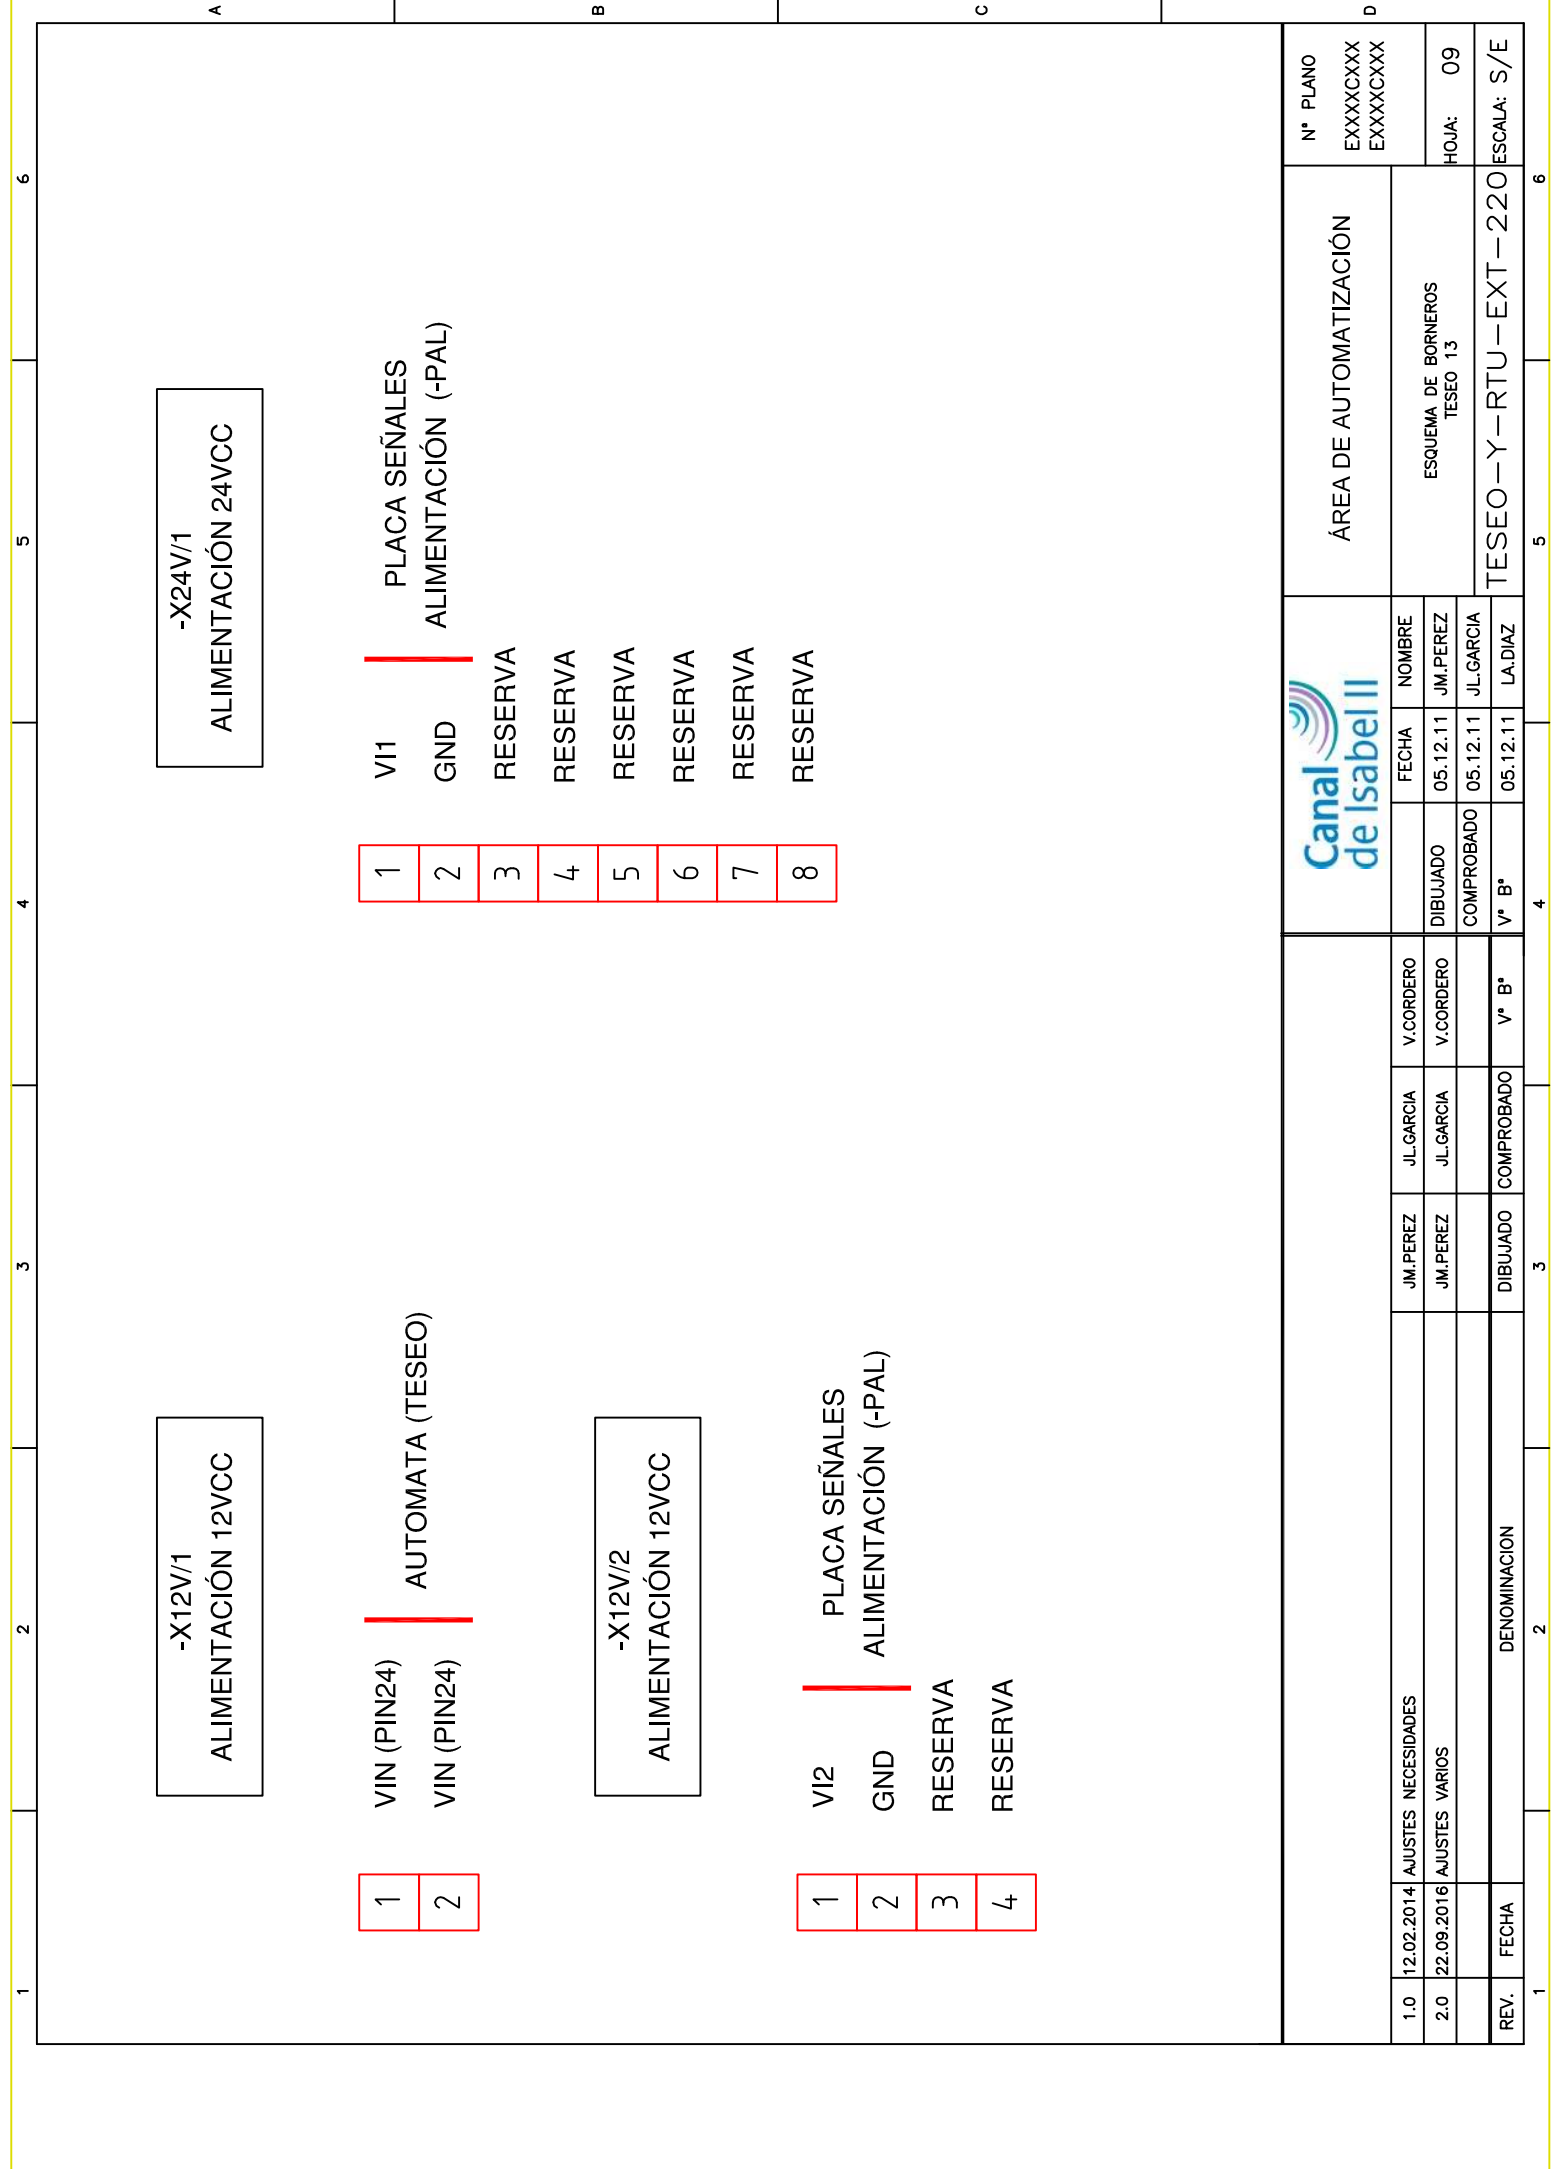 1 2 3 4 5 6
A
B
C
D
-X12V/1
ALIMENTACIÓN 12VCC
1 VIN (PIN24)
2 VIN (PIN24)
AUTOMATA (TESEO)
-X12V/2
ALIMENTACIÓN 12VCC
1 VI2
2 GND
3 RESERVA
4 RESERVA
PLACA SEÑALES
ALIMENTACIÓN (-PAL)
-X24V/1
ALIMENTACIÓN 24VCC
1 VI1
2 GND
3 RESERVA
4 RESERVA
5 RESERVA
6 RESERVA
7 RESERVA
8 RESERVA
PLACA SEÑALES
ALIMENTACIÓN (-PAL)
1.0 12.02.2014 AJUSTES NECESIDADES JM.PEREZ JL.GARCIA V.CORDERO
2.0 22.09.2016 AJUSTES VARIOS JM.PEREZ JL.GARCIA V.CORDERO
REV. FECHA DENOMINACION DIBUJADO COMPROBADO Vº Bº
Canal
de Isabel II
FECHA NOMBRE
DIBUJADO 05.12.11 JM.PEREZ
COMPROBADO 05.12.11 JL.GARCIA
Vº Bº 05.12.11 LA.DIAZ
ÁREA DE AUTOMATIZACIÓN
ESQUEMA DE BORNEROS
TESEO 13
TESEO-Y-RTU-EXT-220
Nº PLANO
EXXXXCXXX
EXXXXCXXX
HOJA: 09
ESCALA: S/E
1 2 3 4 5 6